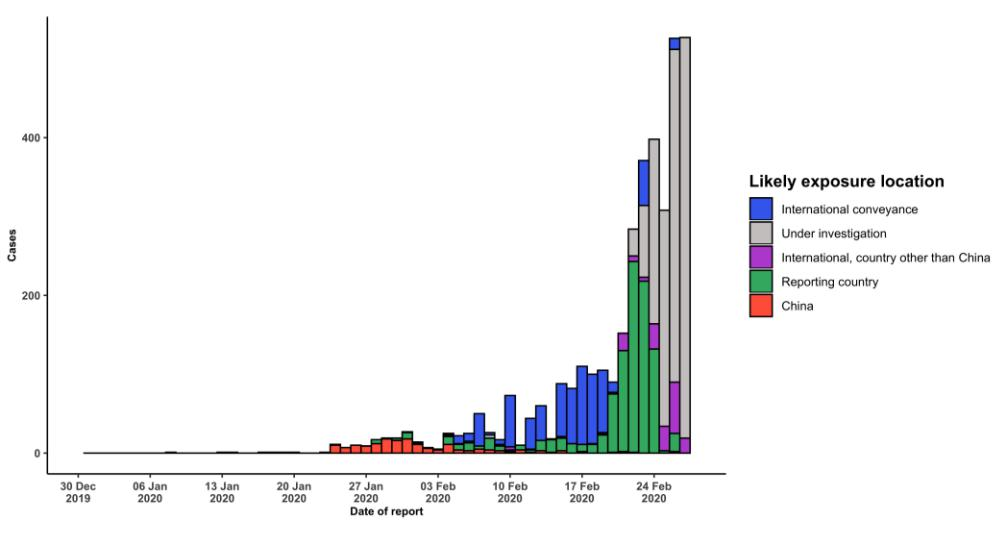 Cases
400
200
0
30 Dec
2019
06 Jan
2020
13 Jan
2020
20 Jan
2020
27 Jan
2020
03 Feb
2020
10 Feb
2020
17 Feb
2020
24 Feb
2020
Date of report
Likely exposure location
International conveyance
Under investigation
International, country other than China
Reporting country
China